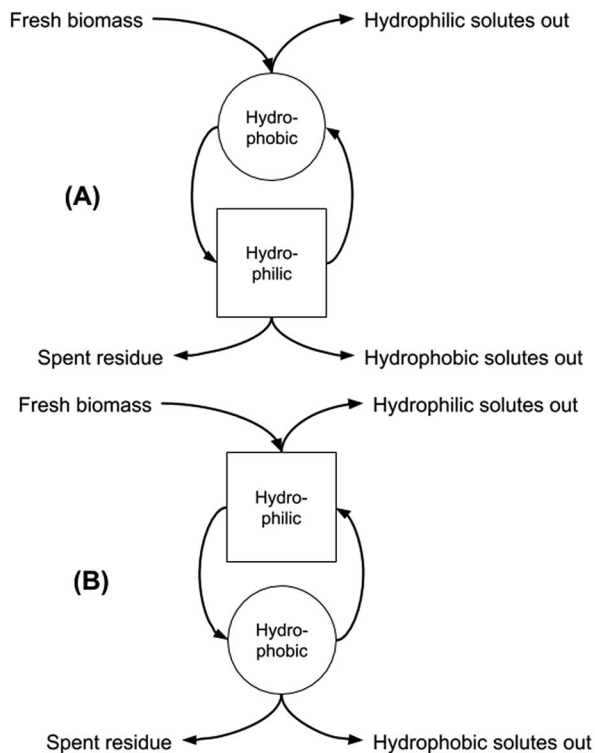 Fresh biomass
Hydrophilic solutes out
Hydro-
phobic
(A)
Hydro-
philic
Spent residue
Hydrophobic solutes out
Fresh biomass
Hydrophilic solutes out
Hydro-
philic
(B)
Hydro-
phobic
Spent residue
Hydrophobic solutes out